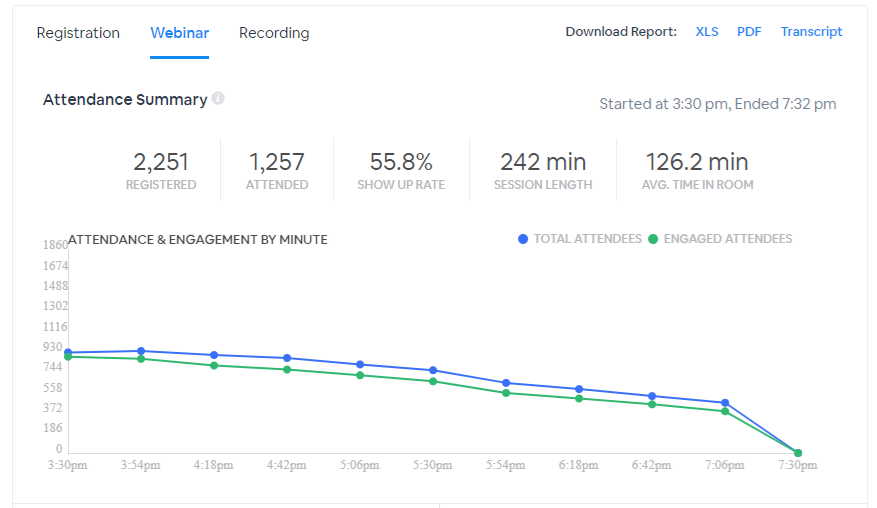 Registration Webinar Recording Download Report: XLS PDF Transcript
Attendance Summary i Started at 3:30 pm, Ended 7:32 pm
2,251 1,257 55.8% 242 min 126.2 min
REGISTERED ATTENDED SHOW UP RATE SESSION LENGTH AVG. TIME IN ROOM
ATTENDANCE & ENGAGEMENT BY MINUTE TOTAL ATTENDEES ENGAGED ATTENDEES
1860
1674
1488
1302
1116
930
744
558
372
186
0
3:30pm 3:54pm 4:18pm 4:42pm 5:06pm 5:30pm 5:54pm 6:18pm 6:42pm 7:06pm 7:30pm